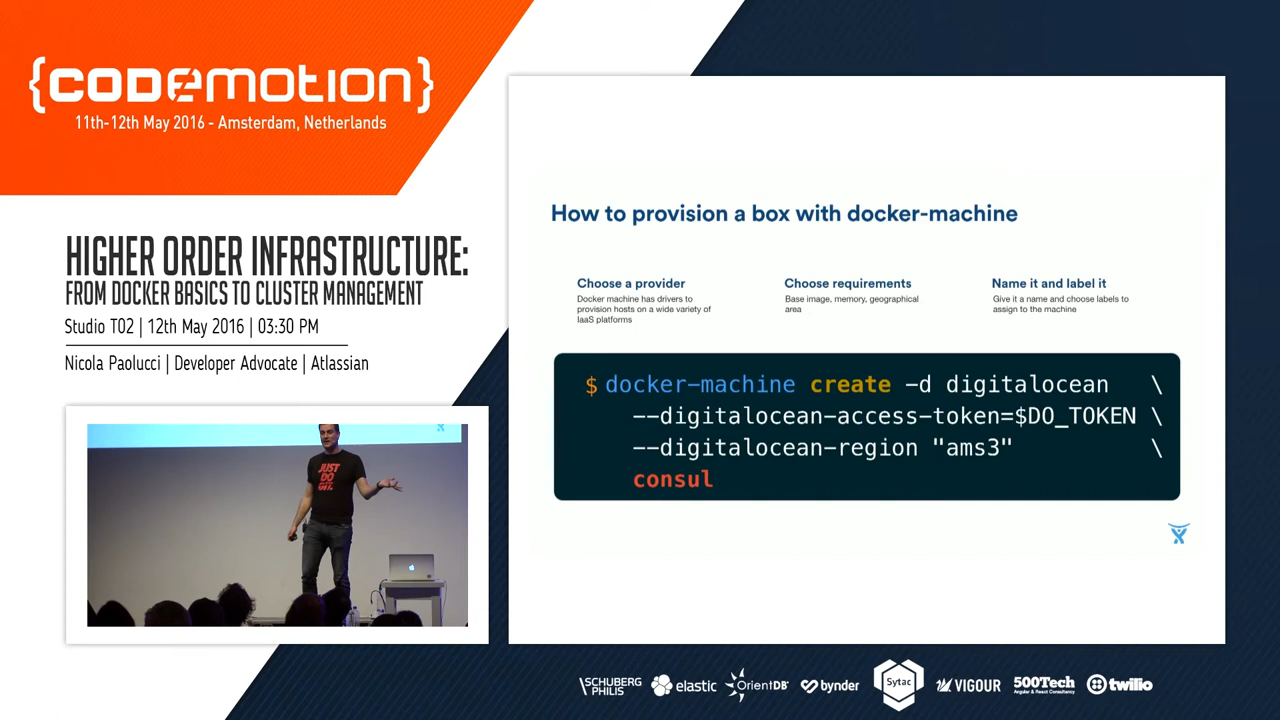 {CODEMOTION}
11th-12th May 2016 - Amsterdam, Netherlands
HIGHER ORDER INFRASTRUCTURE:
FROM DOCKER BASICS TO CLUSTER MANAGEMENT
Studio T02 | 12th May 2016 | 03:30 PM
Nicola Paolucci | Developer Advocate | Atlassian
JUST
DO
GIT.
How to provision a box with docker-machine
Choose a provider
Docker machine has drivers to
provision hosts on a wide variety of
IaaS platforms
Choose requirements
Base image, memory, geographical
area
Name it and label it
Give it a name and choose labels to
assign to the machine
$ docker-machine create -d digitalocean \
--digitalocean-access-token=$DO_TOKEN \
--digitalocean-region "ams3" \
consul
SCHUBERG
PHILIS
elastic
OrientDB
bynder
Sytac
VIGOUR
500Tech
Angular & React Consultancy
twilio